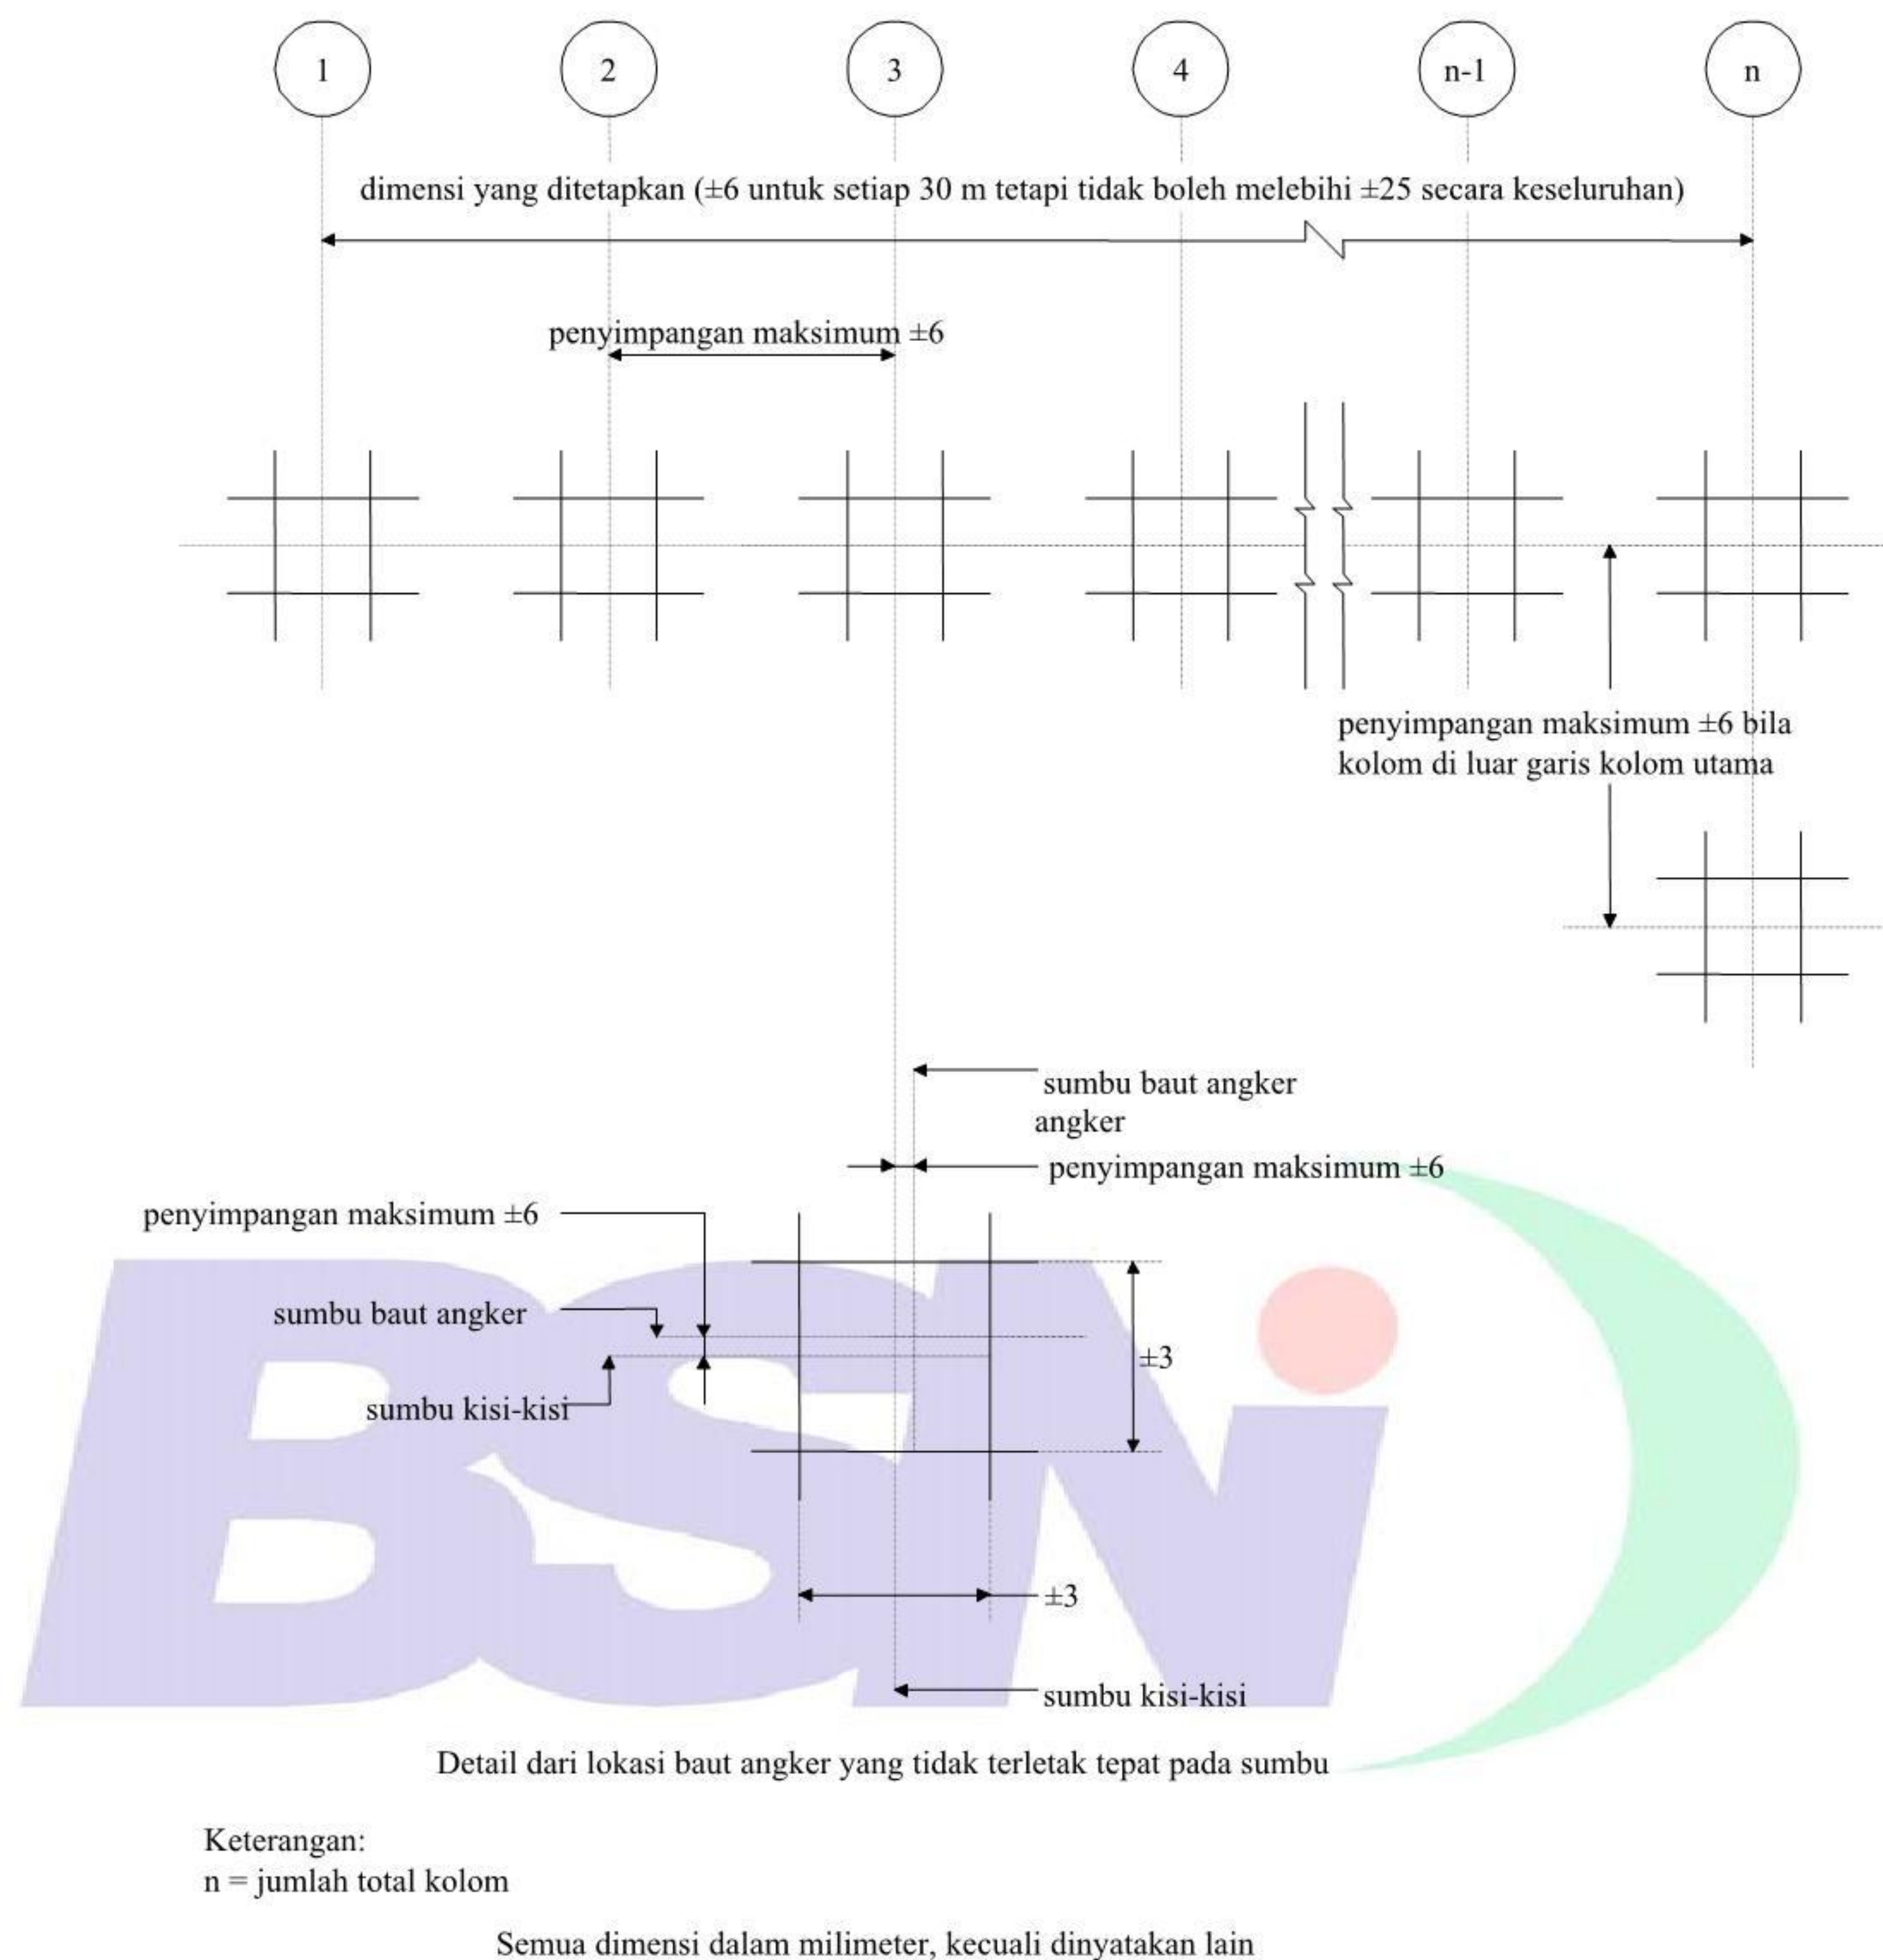 1 2 3 4 n-1 n
dimensi yang ditetapkan (±6 untuk setiap 30 m tetapi tidak boleh melebihi ±25 secara keseluruhan)
penyimpangan maksimum ±6
penyimpangan maksimum ±6 bila
kolom di luar garis kolom utama
sumbu baut angker
angker
penyimpangan maksimum ±6
penyimpangan maksimum ±6
sumbu baut angker
±3
sumbu kisi-kisi
±3
sumbu kisi-kisi
BSNi
Detail dari lokasi baut angker yang tidak terletak tepat pada sumbu
Keterangan:
n = jumlah total kolom
Semua dimensi dalam milimeter, kecuali dinyatakan lain